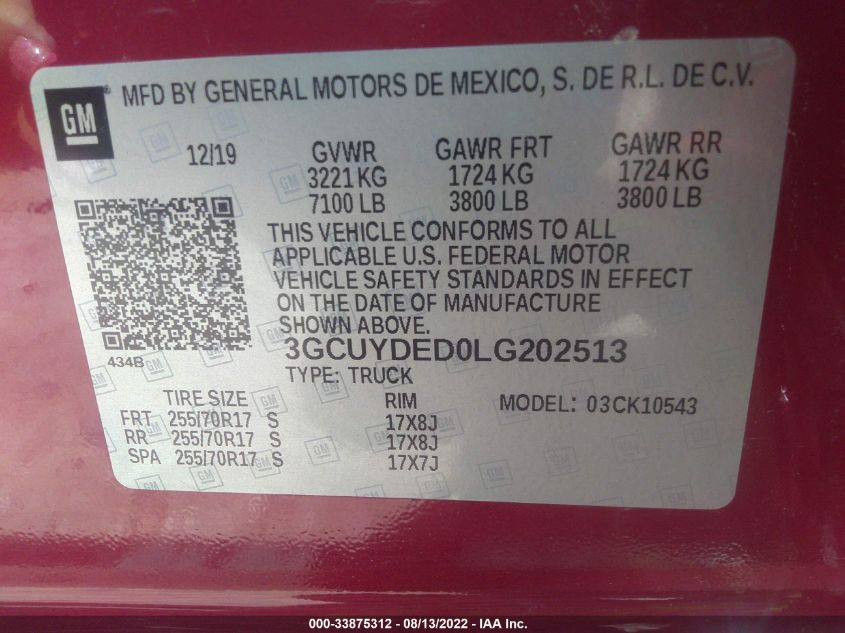 GM ® MFD BY GENERAL MOTORS DE MEXICO, S. DE R.L. DE C.V.
12/19 GVWR GAWR FRT GAWR RR
3221 KG 1724 KG 1724 KG
7100 LB 3800 LB 3800 LB
THIS VEHICLE CONFORMS TO ALL
APPLICABLE U.S. FEDERAL MOTOR
VEHICLE SAFETY STANDARDS IN EFFECT
ON THE DATE OF MANUFACTURE
SHOWN ABOVE.
434B 3GCUYDED0LG202513
TYPE: TRUCK
TIRE SIZE RIM MODEL: 03CK10543
FRT 255/70R17 S 17X8J
RR 255/70R17 S 17X8J
SPA 255/70R17 S 17X7J
000-33875312 - 08/13/2022 - IAA Inc.